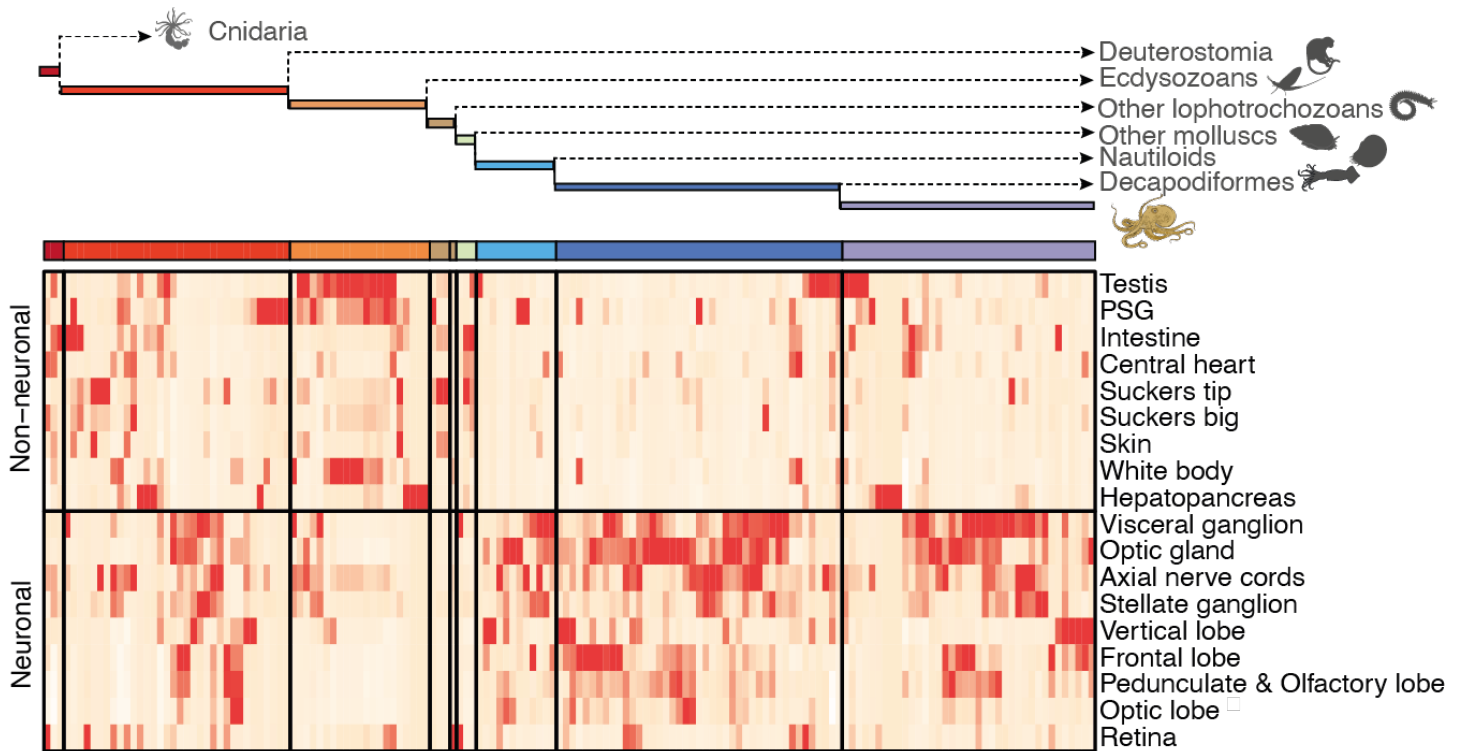 Cnidaria
Deuterostomia
Ecdysozoans
Other lophotrochozoans
Other molluscs
Nautiloids
Decapodiformes
Non-neuronal
Testis
PSG
Intestine
Central heart
Suckers tip
Suckers big
Skin
White body
Hepatopancreas
Neuronal
Visceral ganglion
Optic gland
Axial nerve cords
Stellate ganglion
Vertical lobe
Frontal lobe
Pedunculate & Olfactory lobe
Optic lobe
Retina